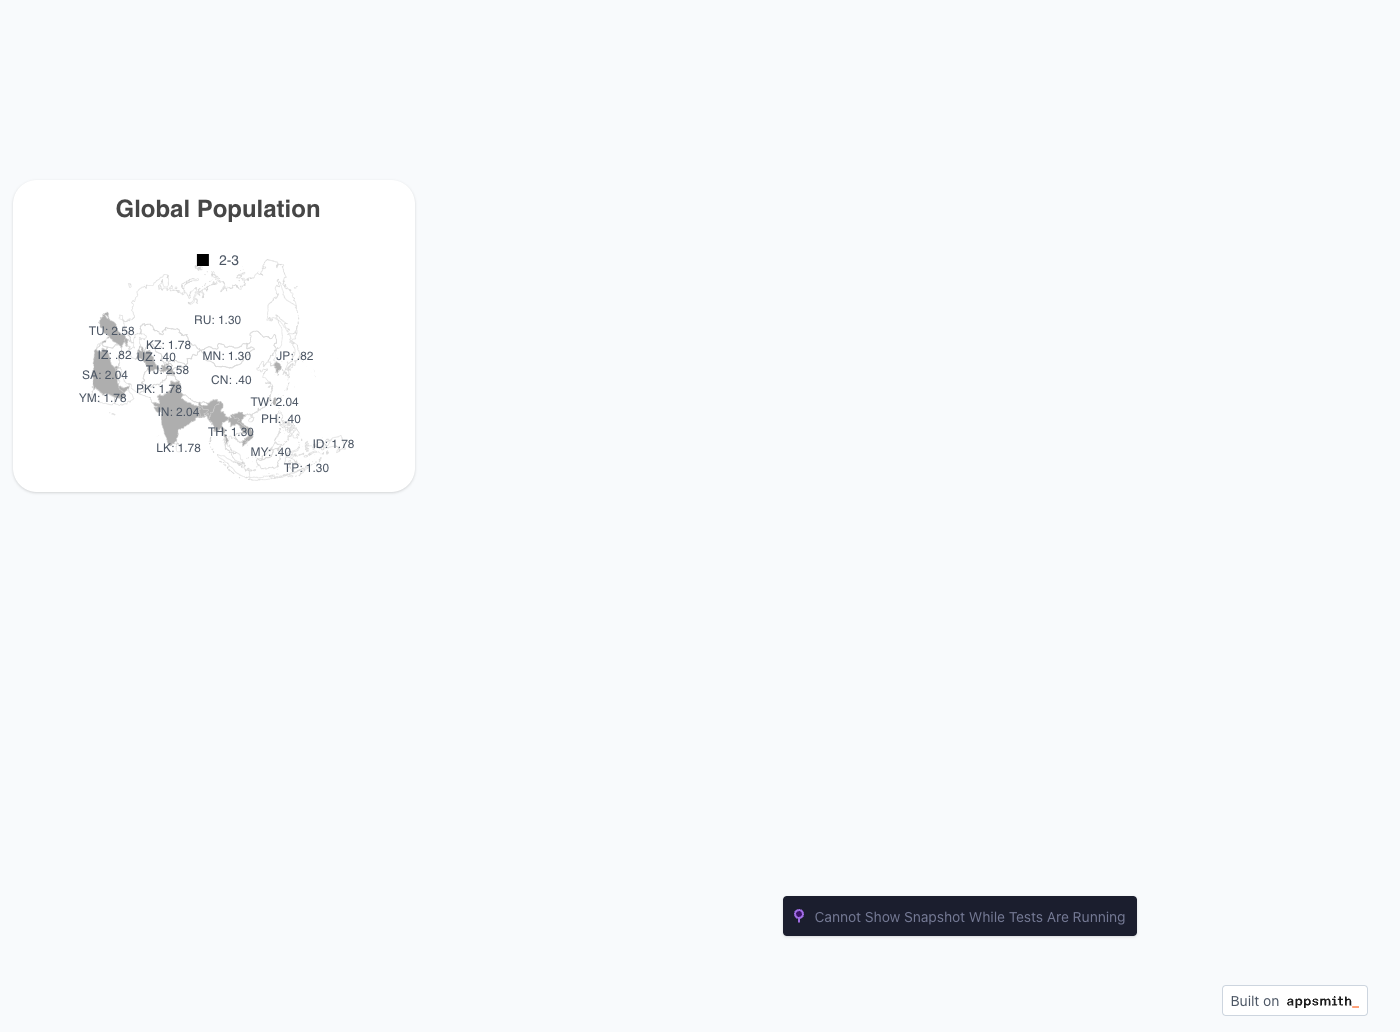 Global Population
2-3
RU: 1.30
TU: 2.58
KZ: 1.78
IZ: .82
UZ: .40
MN: 1.30
JP: .82
TJ: 2.58
SA: 2.04
CN: .40
PK: 1.78
YM: 1.78
TW: 2.04
IN: 2.04
PH: .40
TH: 1.30
ID: 1.78
LK: 1.78
MY: .40
TP: 1.30
Cannot Show Snapshot While Tests Are Running
Built on appsmith_